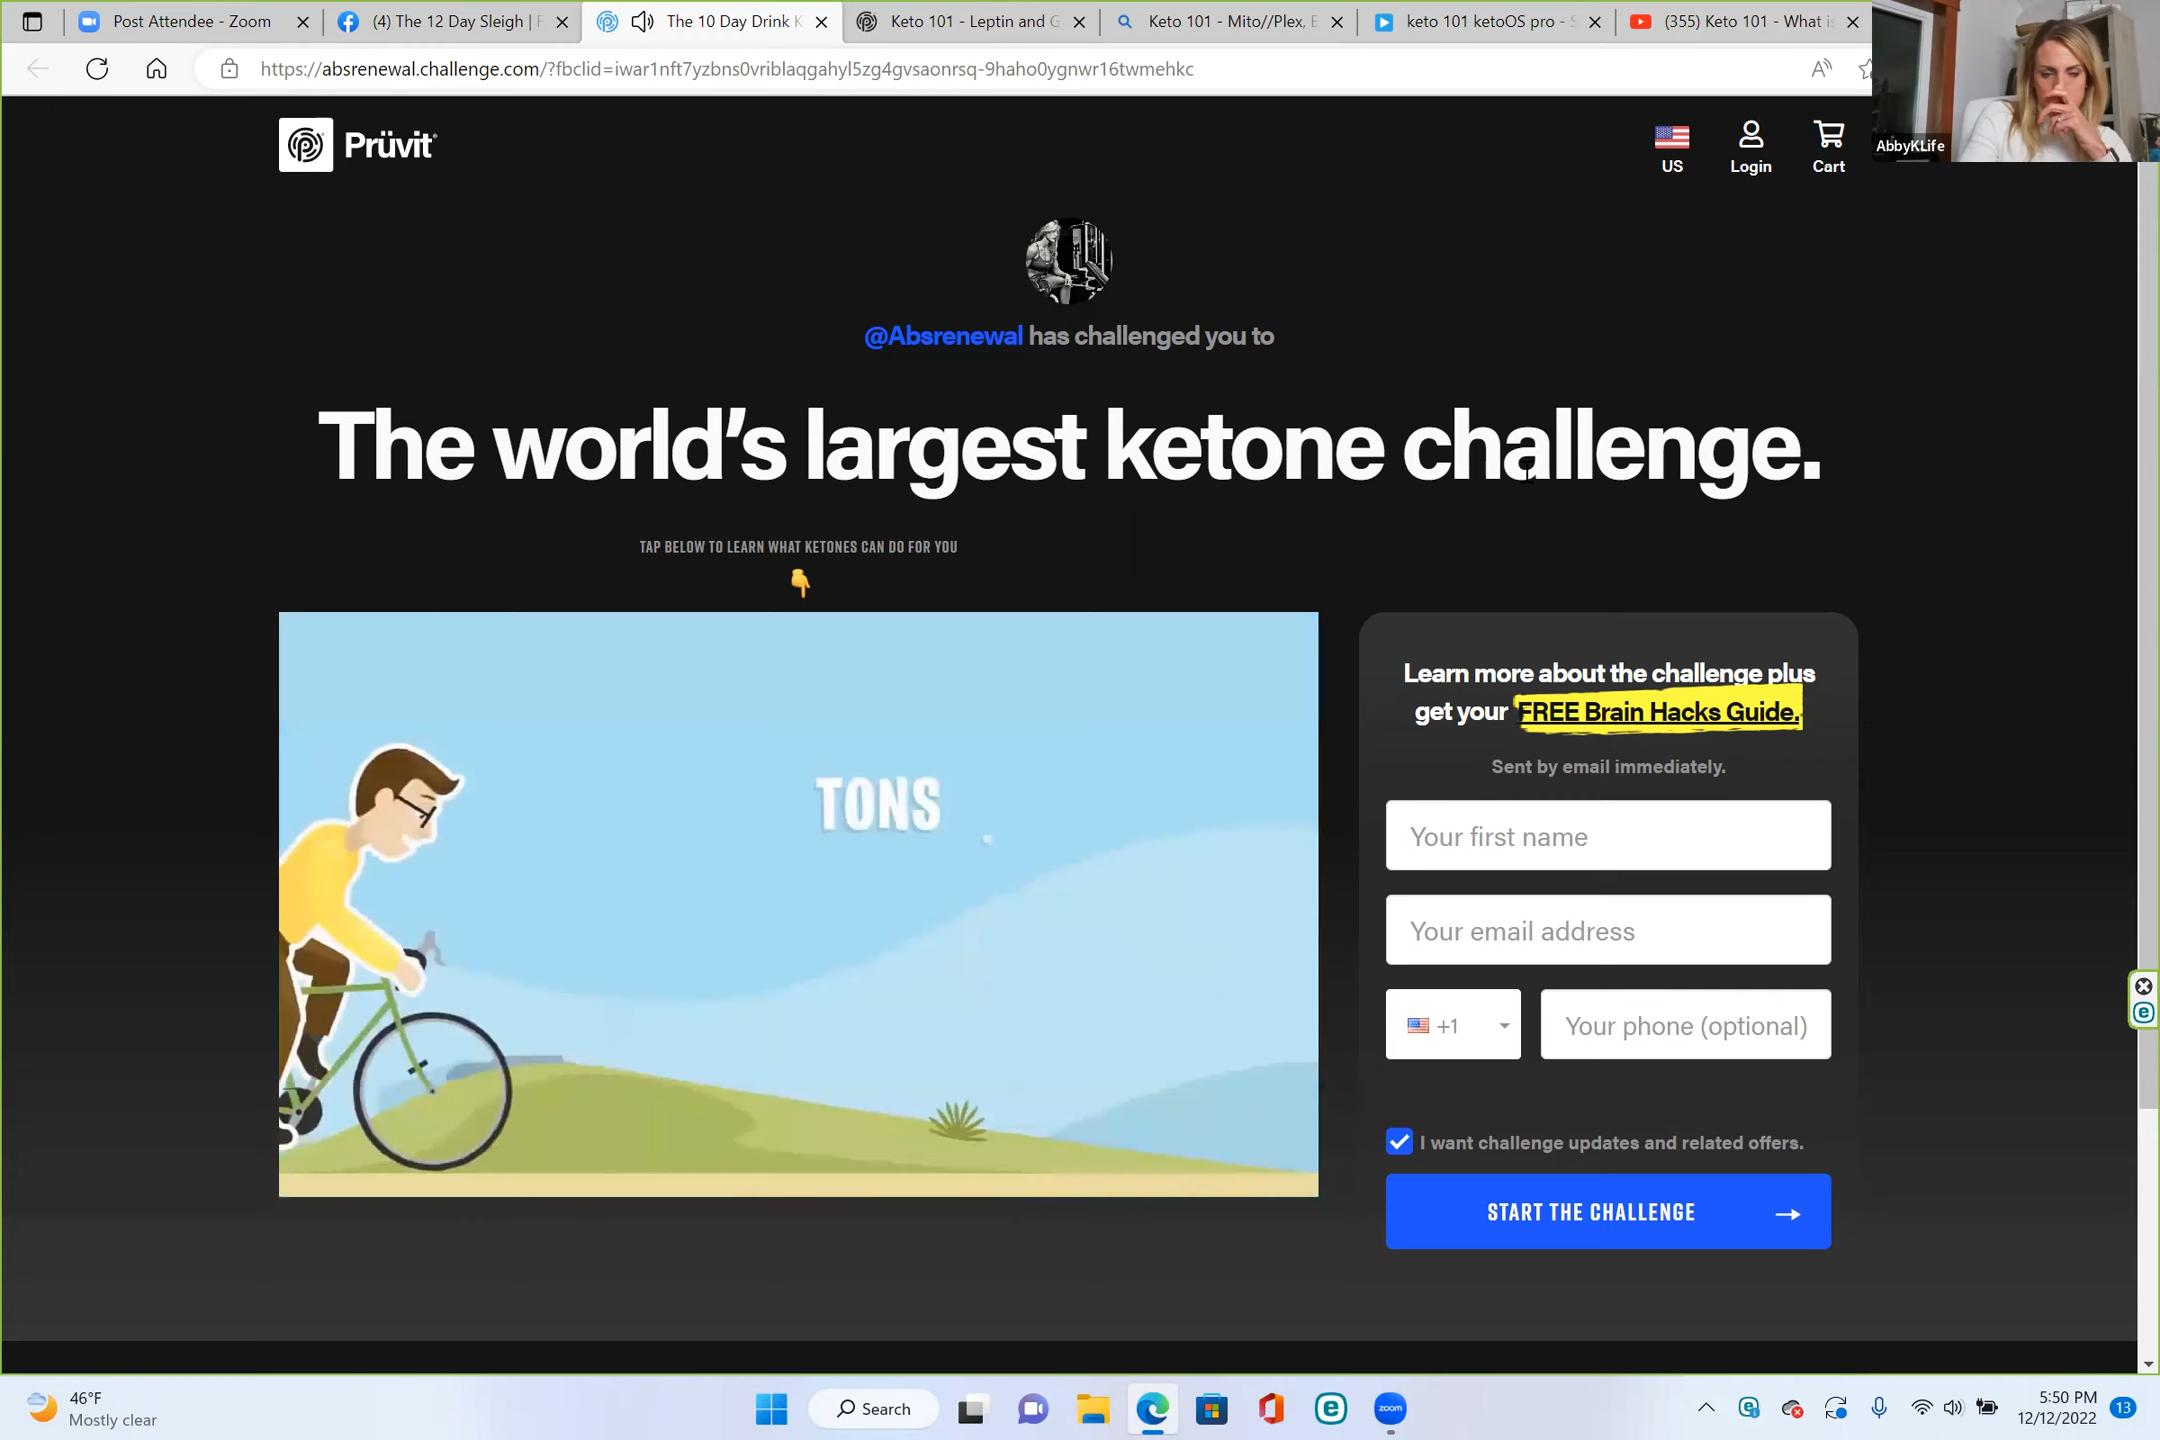 Post Attendee - Zoom
(4) The 12 Day Sleigh | F
The 10 Day Drink K
Keto 101 - Leptin and G
Keto 101 - Mito//Plex, E
keto 101 ketoOS pro - S
(355) Keto 101 - What is
https://absrenewal.challenge.com/?fbclid=iwar1nft7yzbns0vriblaqgahyl5zg4gvsaonrsq-9haho0ygnwr16twmehkc
AbbyKLife
Prüvit
US
Login
Cart
@Absrenewal has challenged you to
The world's largest ketone challenge.
TAP BELOW TO LEARN WHAT KETONES CAN DO FOR YOU
TONS
Learn more about the challenge plus
get your FREE Brain Hacks Guide.
Sent by email immediately.
Your first name
Your email address
+1
Your phone (optional)
I want challenge updates and related offers.
START THE CHALLENGE
46°F
Mostly clear
Search
zoom
5:50 PM
12/12/2022
13